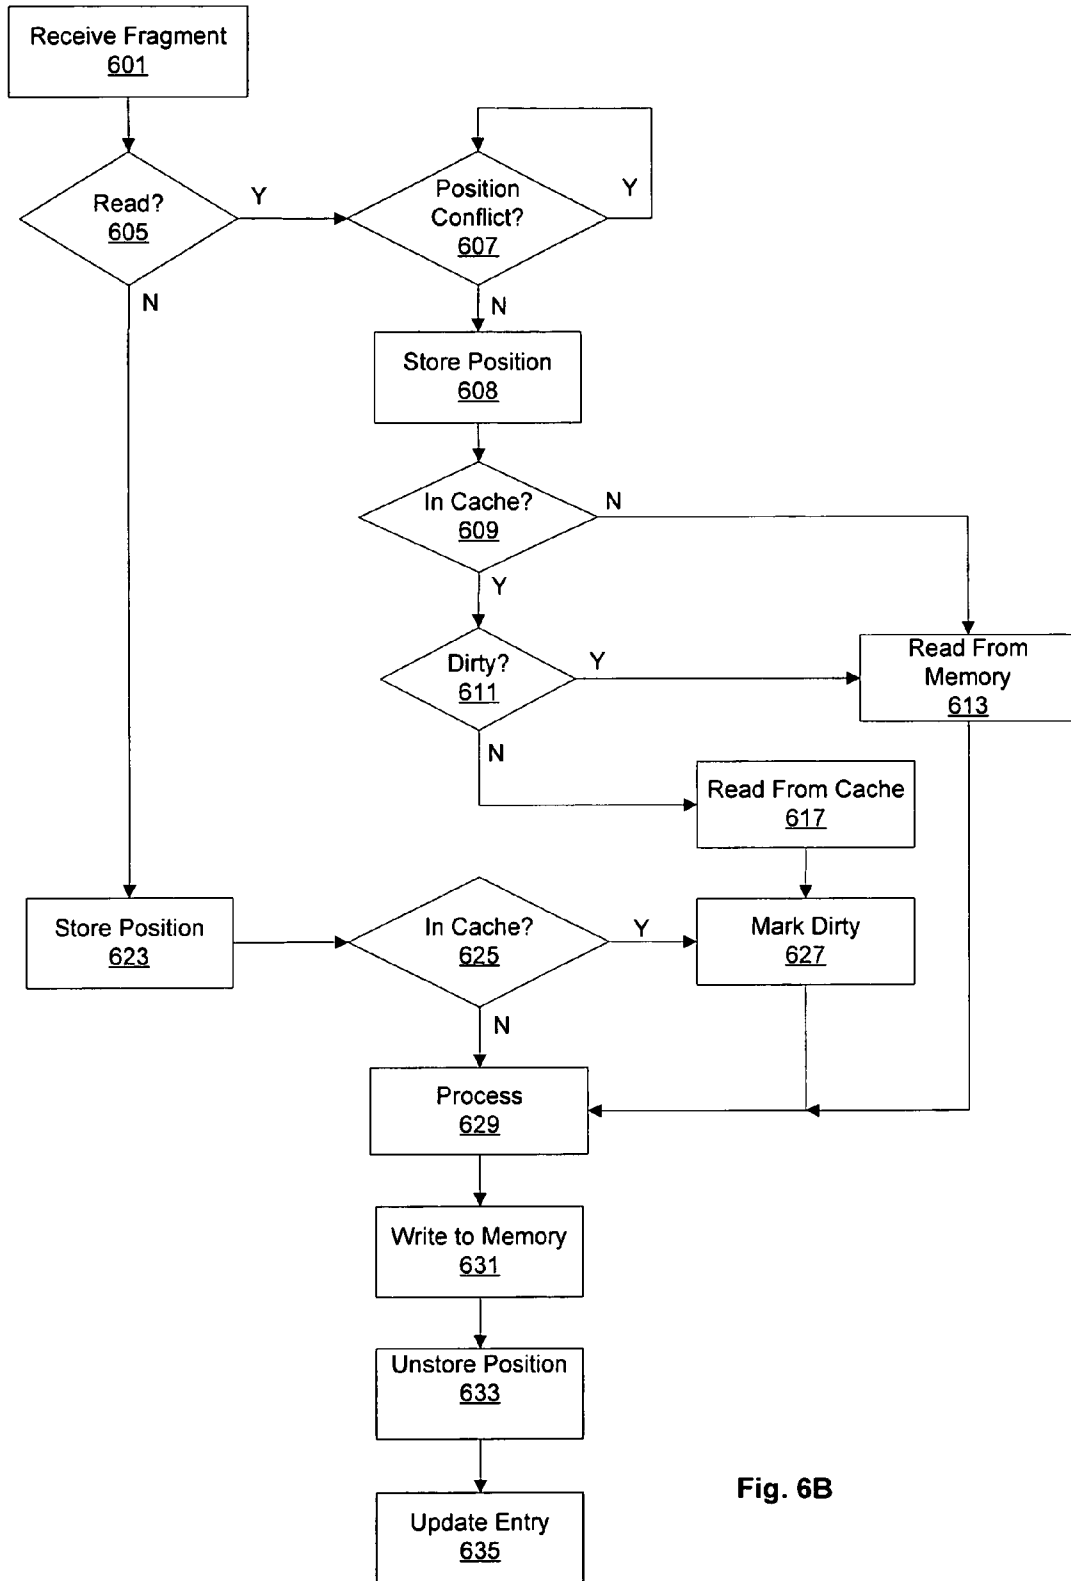 Receive Fragment
601
Read?
605
Y
N
Position
Conflict?
607
Y
N
Store Position
608
In Cache?
609
N
Y
Dirty?
611
Y
N
Read From
Memory
613
Read From Cache
617
Store Position
623
In Cache?
625
Y
N
Mark Dirty
627
Process
629
Write to Memory
631
Unstore Position
633
Update Entry
635
Fig. 6B